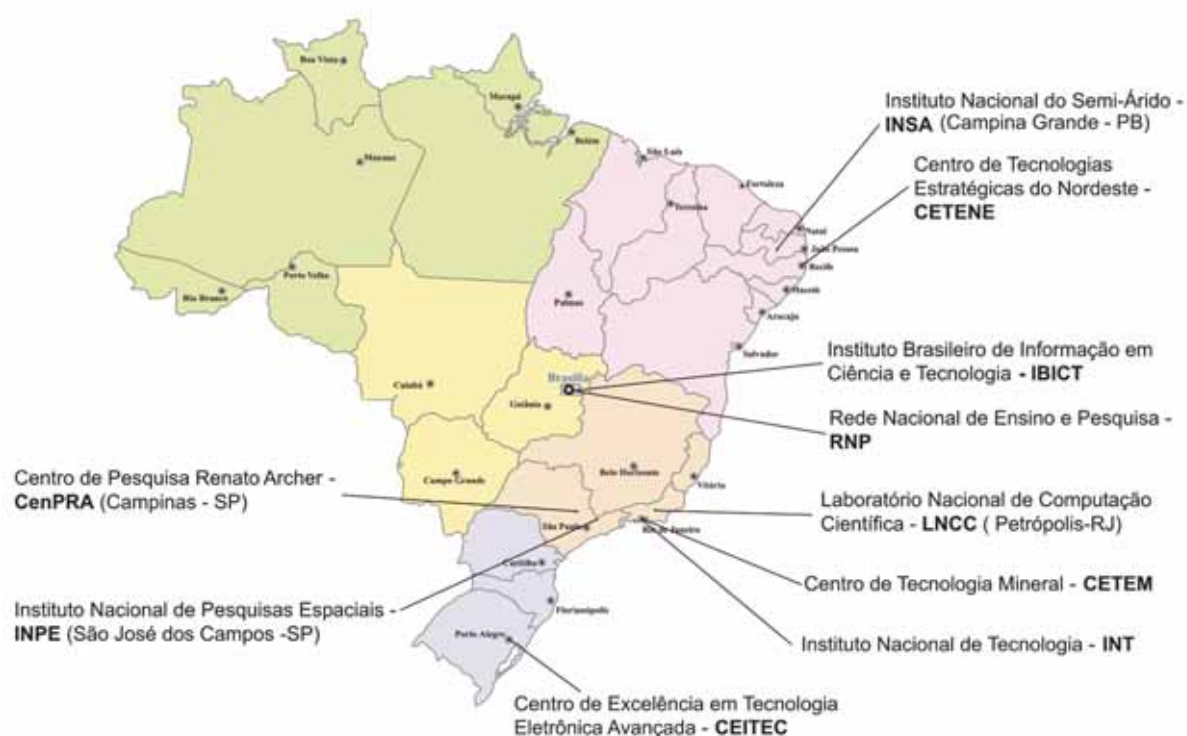 Boa Vista
Macapá
Belém
São Luís
Manaus
Fortaleza
Teresina
Natal
João Pessoa
Recife
Porto Velho
Rio Branco
Palmas
Maceió
Aracaju
Salvador
Cuiabá
Brasília
Goiânia
Belo Horizonte
Campo Grande
Vitória
São Paulo
Rio de Janeiro
Curitiba
Florianópolis
Porto Alegre
Instituto Nacional do Semi-Árido -
INSA (Campina Grande - PB)
Centro de Tecnologias
Estratégicas do Nordeste -
CETENE
Instituto Brasileiro de Informação em
Ciência e Tecnologia - IBICT
Rede Nacional de Ensino e Pesquisa -
RNP
Centro de Pesquisa Renato Archer -
CenPRA (Campinas - SP)
Laboratório Nacional de Computação
Científica - LNCC ( Petrópolis-RJ)
Centro de Tecnologia Mineral - CETEM
Instituto Nacional de Pesquisas Espaciais -
INPE (São José dos Campos -SP)
Instituto Nacional de Tecnologia - INT
Centro de Excelência em Tecnologia
Eletrônica Avançada - CEITEC